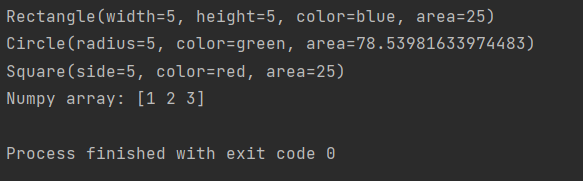 Rectangle(width=5, height=5, color=blue, area=25)
Circle(radius=5, color=green, area=78.53981633974483)
Square(side=5, color=red, area=25)
Numpy array: [1 2 3]
Process finished with exit code 0